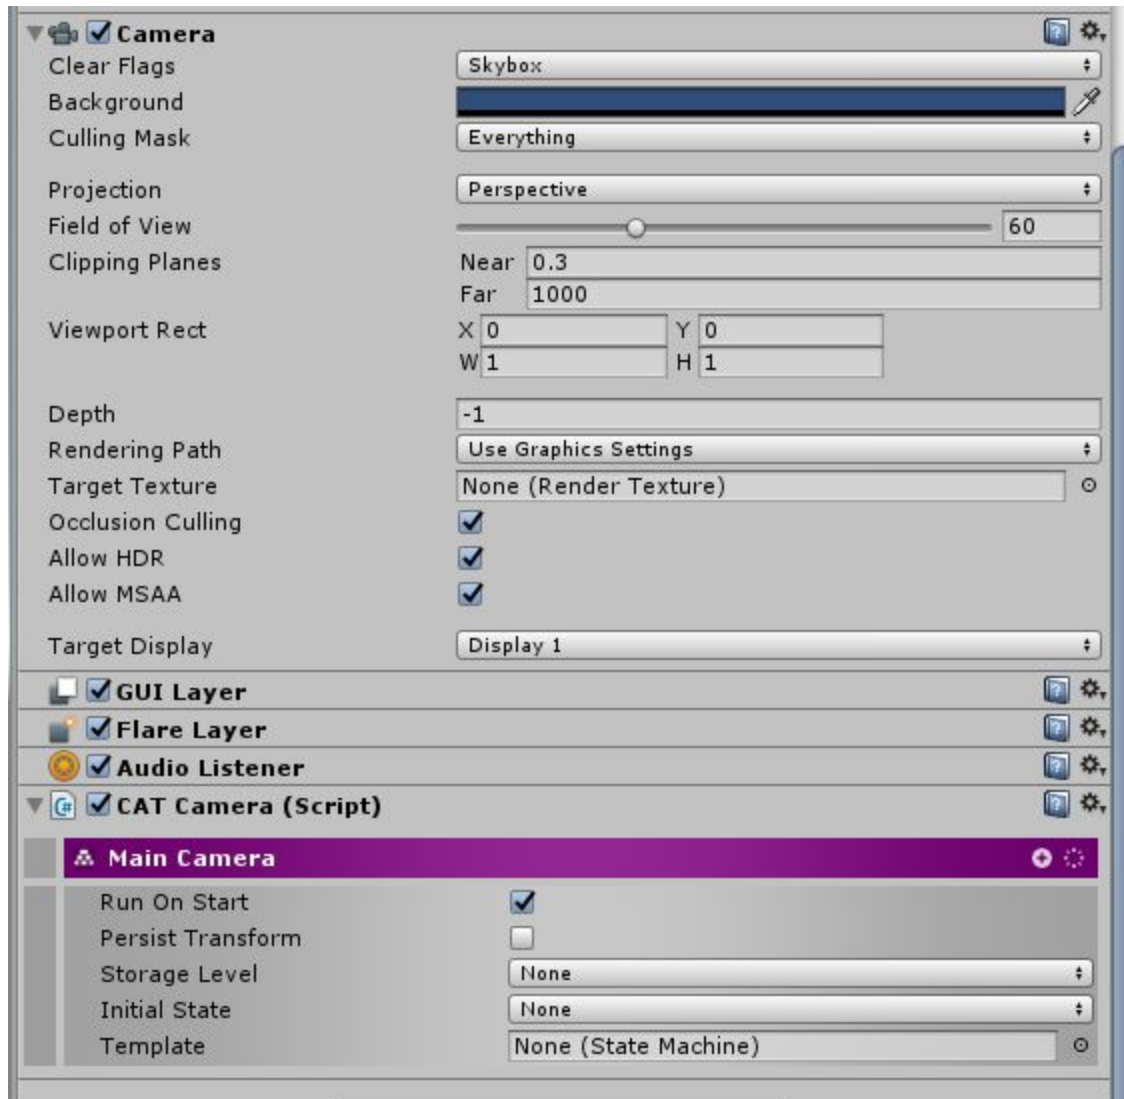 Camera
Clear Flags Skybox
Background
Culling Mask Everything
Projection Perspective
Field of View 60
Clipping Planes Near 0.3
Far 1000
Viewport Rect X 0 Y 0
W 1 H 1
Depth -1
Rendering Path Use Graphics Settings
Target Texture None (Render Texture)
Occlusion Culling
Allow HDR
Allow MSAA
Target Display Display 1
GUI Layer
Flare Layer
Audio Listener
CAT Camera (Script)
Main Camera
Run On Start
Persist Transform
Storage Level None
Initial State None
Template None (State Machine)